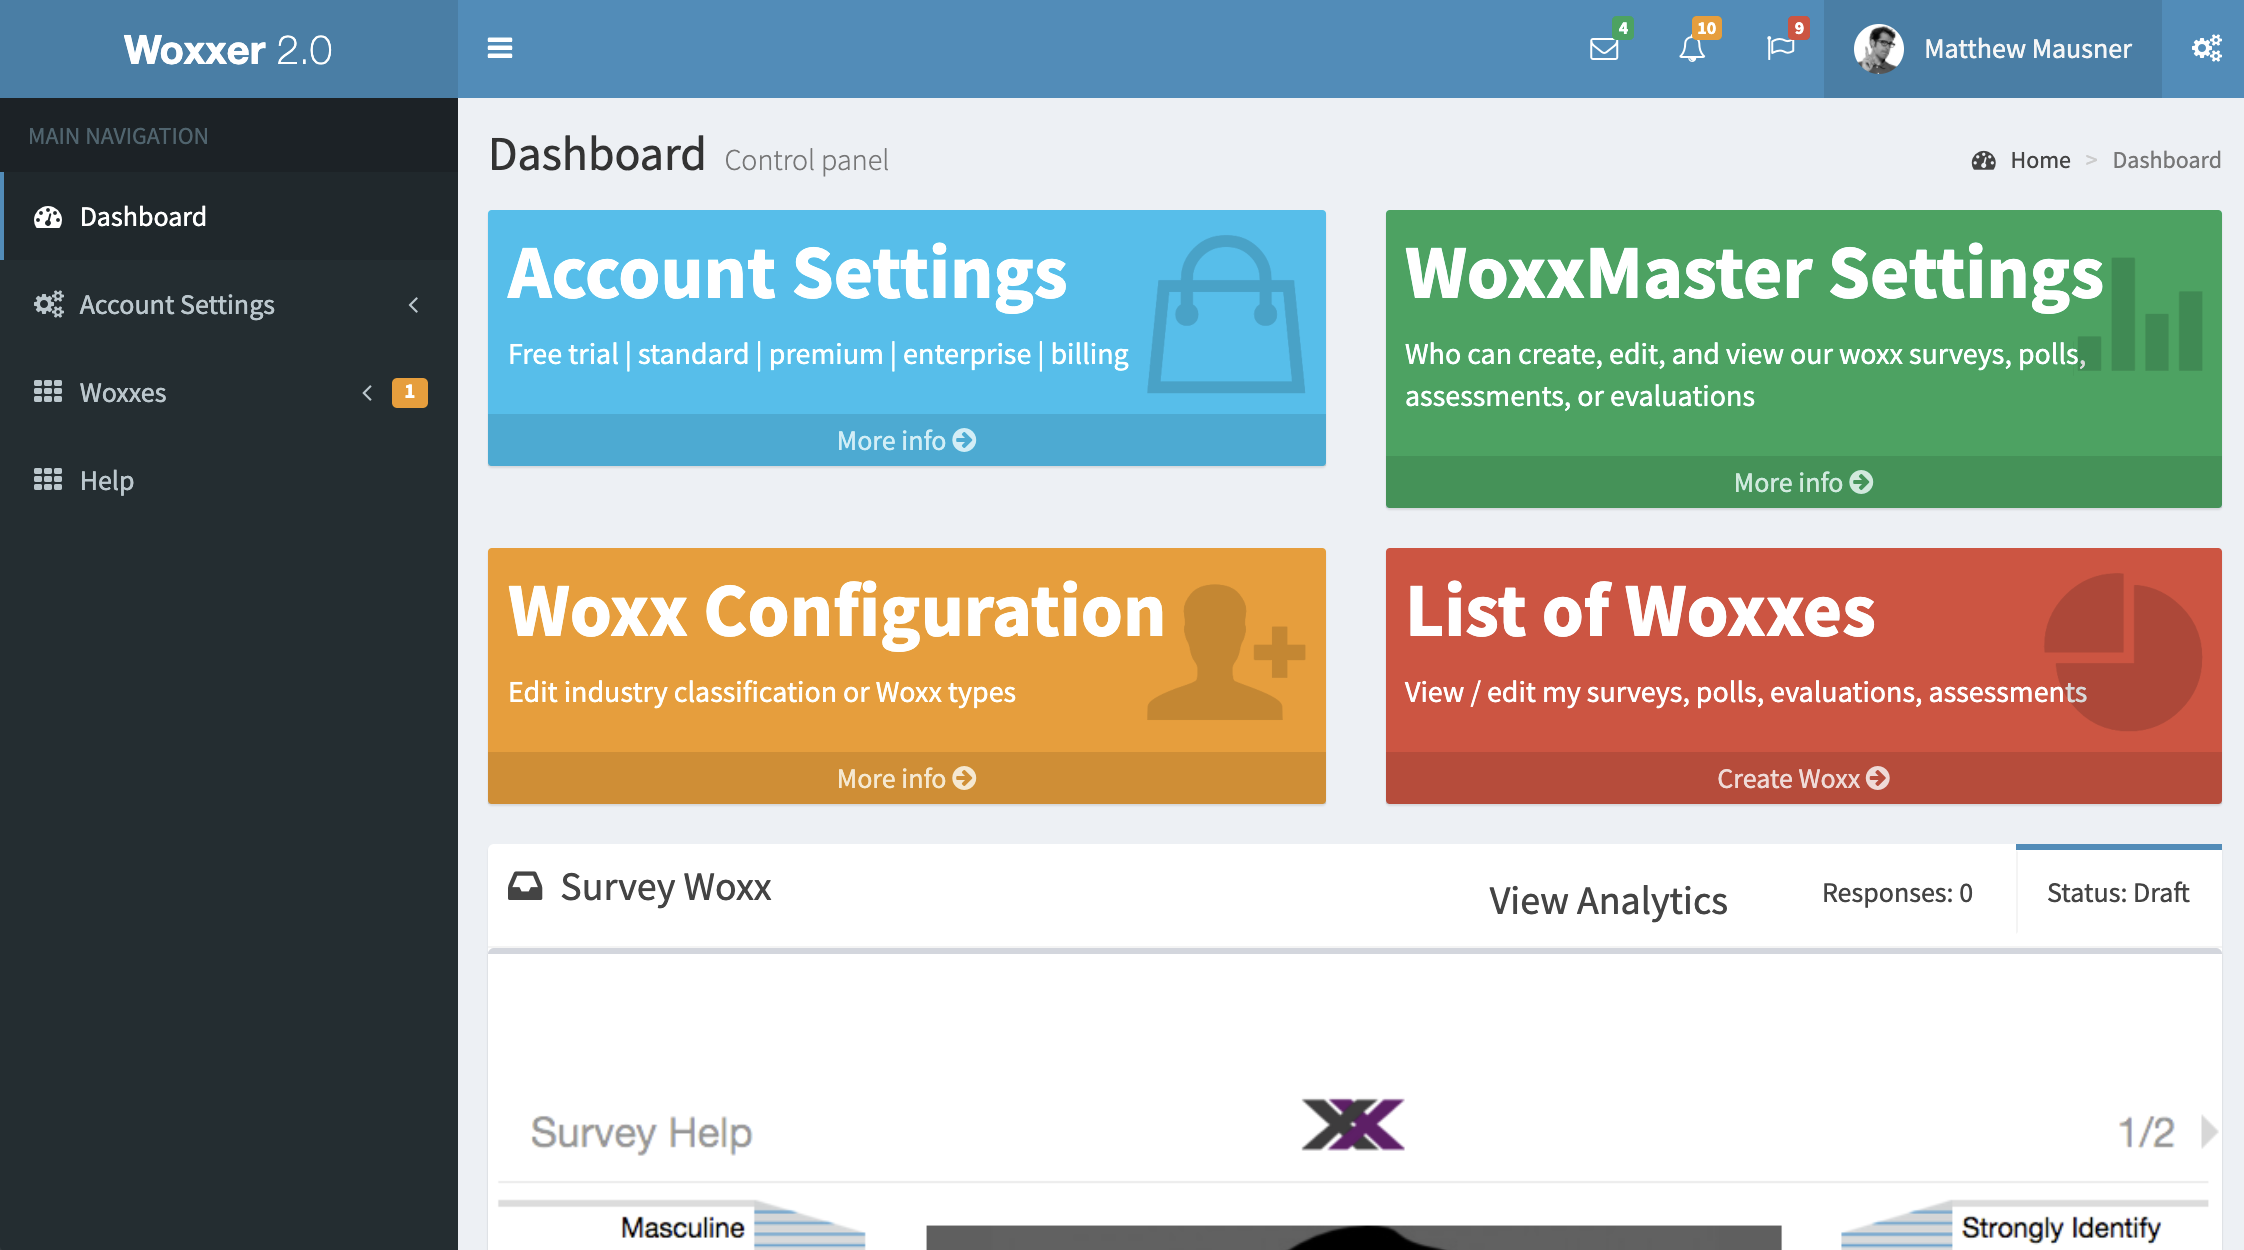 Woxxer 2.0
4
10
9
Matthew Mausner
MAIN NAVIGATION
Dashboard
Account Settings
Woxxes
1
Help
Dashboard Control panel
Home > Dashboard
Account Settings
Free trial | standard | premium | enterprise | billing
More info
WoxxMaster Settings
Who can create, edit, and view our woxx surveys, polls,
assessments, or evaluations
More info
Woxx Configuration
Edit industry classification or Woxx types
More info
List of Woxxes
View / edit my surveys, polls, evaluations, assessments
Create Woxx
Survey Woxx
View Analytics
Responses: 0
Status: Draft
Survey Help
1/2
Masculine
Strongly Identify